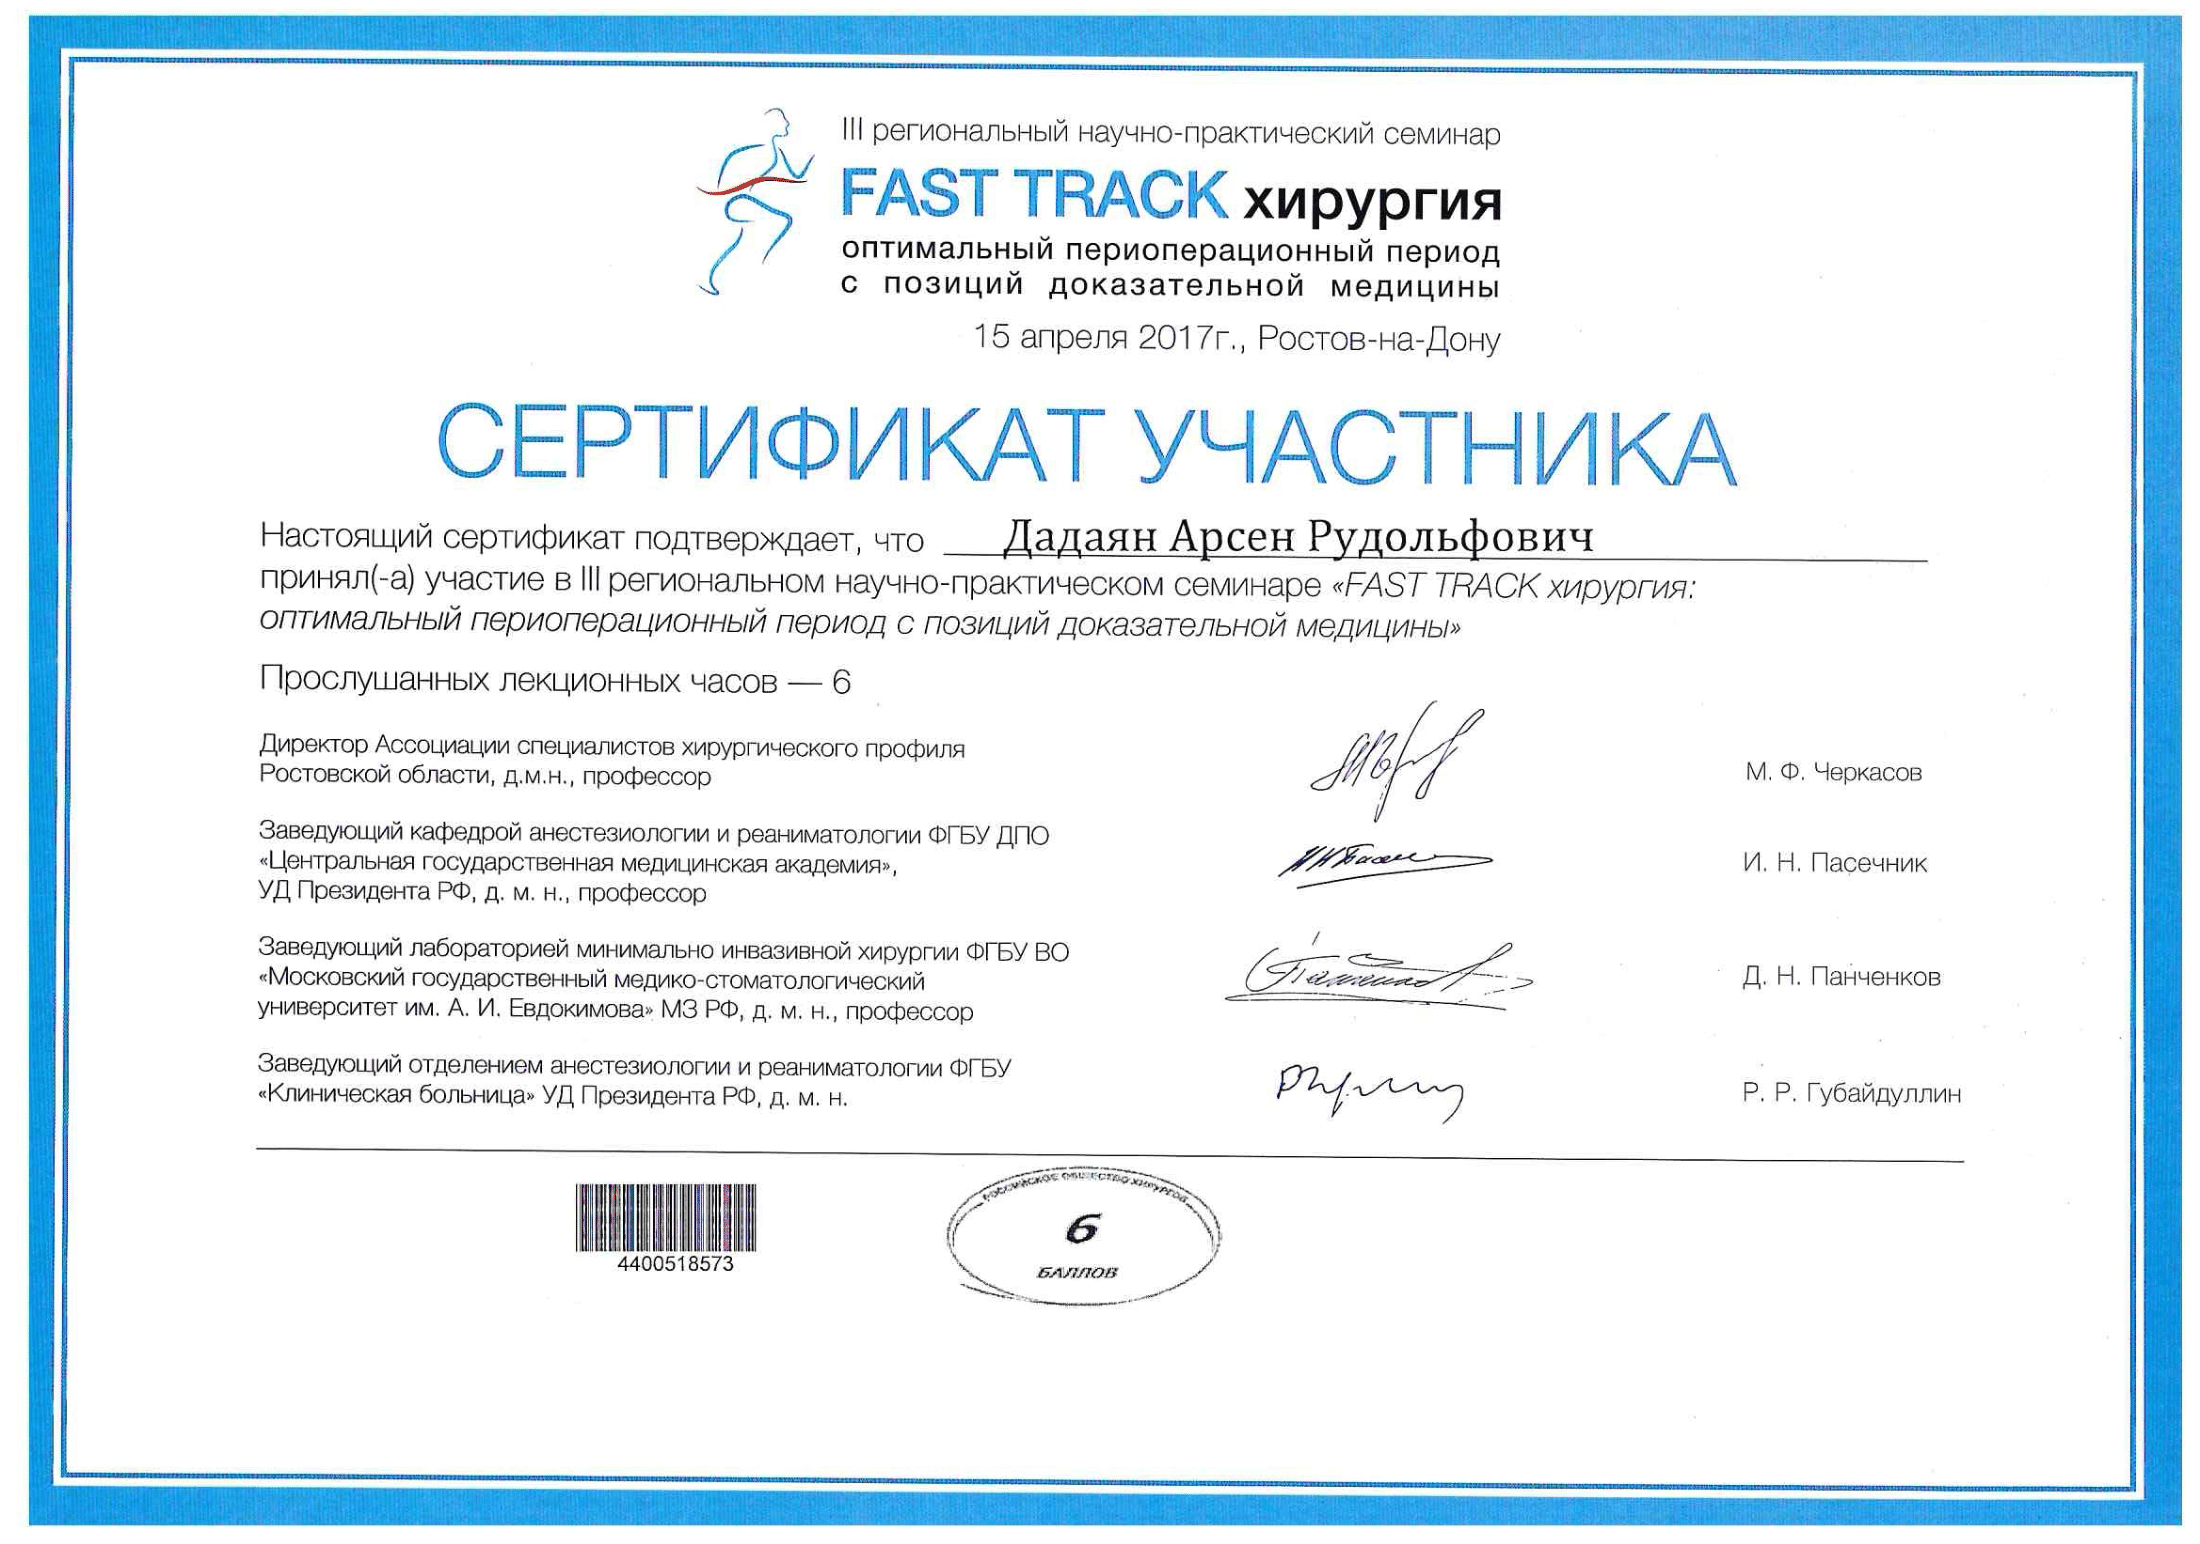 III региональный научно-практический семинар
FAST TRACK хирургия
оптимальный периоперационный период
с позиций доказательной медицины
15 апреля 2017г., Ростов-на-Дону
СЕРТИФИКАТ УЧАСТНИКА
Настоящий сертификат подтверждает, что Дадаян Арсен Рудольфович
принял(-а) участие в III региональном научно-практическом семинаре «FAST TRACK хирургия:
оптимальный периоперационный период с позиций доказательной медицины»
Прослушанных лекционных часов — 6
Директор Ассоциации специалистов хирургического профиля
Ростовской области, д.м.н., профессор
М. Ф. Черкасов
Заведующий кафедрой анестезиологии и реаниматологии ФГБУ ДПО
«Центральная государственная медицинская академия»,
УД Президента РФ, д. м. н., профессор
И. Н. Пасечник
Заведующий лабораторией минимально инвазивной хирургии ФГБУ ВО
«Московский государственный медико-стоматологический
университет им. А. И. Евдокимова» МЗ РФ, д. м. н., профессор
Д. Н. Панченков
Заведующий отделением анестезиологии и реаниматологии ФГБУ
«Клиническая больница» УД Президента РФ, д. м. н.
Р. Р. Губайдуллин
4400518573
РОССИЙСКОЕ ОБЩЕСТВО ХИРУРГОВ
6
БАЛЛОВ